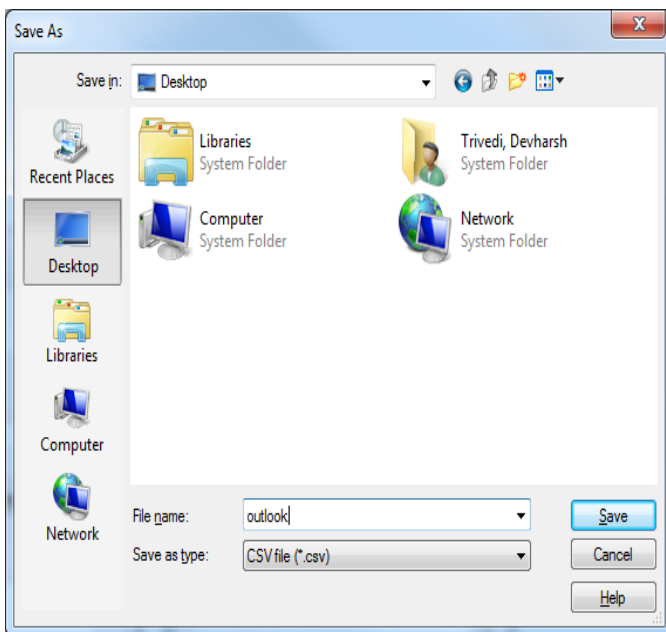 Save As
Save in:
Desktop
Recent Places
Desktop
Libraries
Computer
Network
Libraries
System Folder
Trivedi, Devharsh
System Folder
Computer
System Folder
Network
System Folder
File name:
outlook
Save
Save as type:
CSV file (*.csv)
Cancel
Help